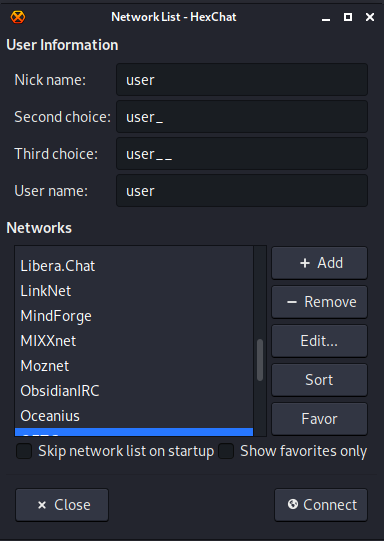 Network List - HexChat
User Information
Nick name: user
Second choice: user_
Third choice: user__
User name: user
Networks
Libera.Chat
LinkNet
MindForge
MIXXnet
Moznet
ObsidianIRC
Oceanius
Add
Remove
Edit...
Sort
Favor
Skip network list on startup Show favorites only
Close Connect